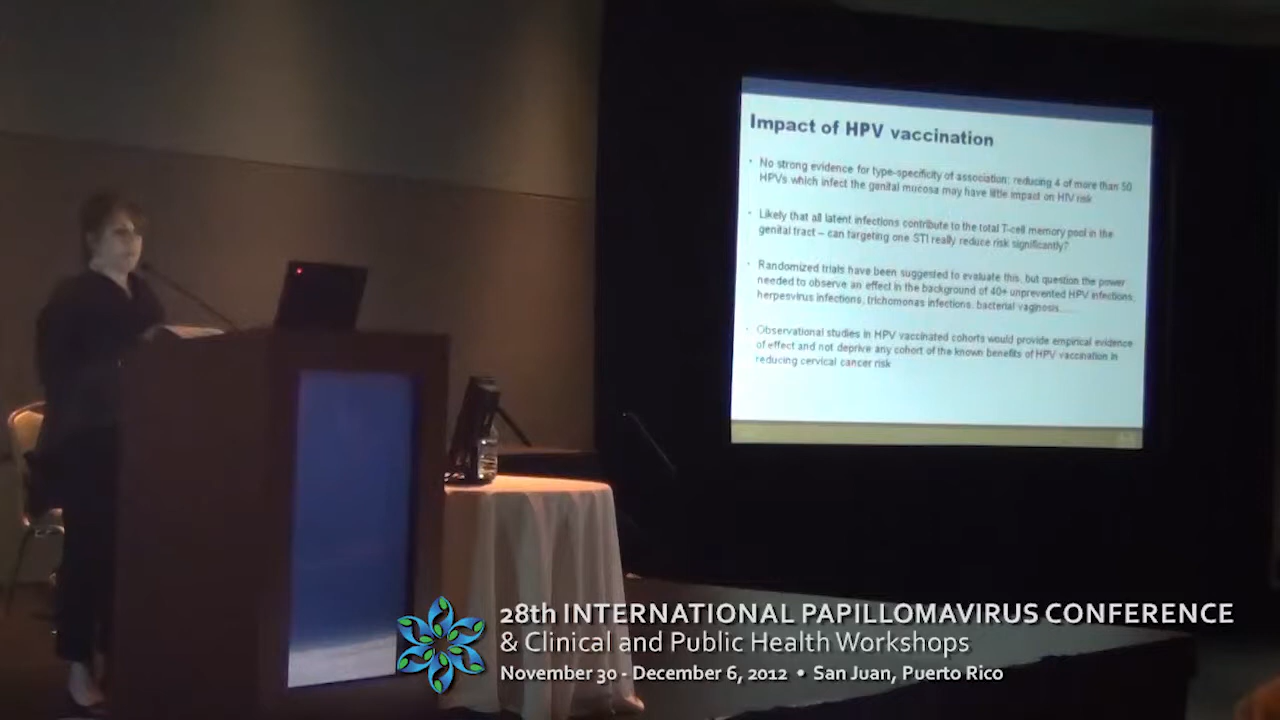 Impact of HPV vaccination
• No strong evidence for type-specificity of association; reducing 4 of more than 50
HPVs which infect the genital mucosa may have little impact on HIV risk
• Likely that all latent infections contribute to the total T-cell memory pool in the
genital tract – can targeting one STI really reduce risk significantly?
• Randomized trials have been suggested to evaluate this, but question the power
needed to observe an effect in the background of 40+ unprevented HPV infections,
herpesvirus infections, trichomonas infections, bacterial vaginosis.....
• Observational studies in HPV vaccinated cohorts would provide empirical evidence
of effect and not deprive any cohort of the known benefits of HPV vaccination in
reducing cervical cancer risk
28th INTERNATIONAL PAPILLOMAVIRUS CONFERENCE
& Clinical and Public Health Workshops
November 30 - December 6, 2012 • San Juan, Puerto Rico